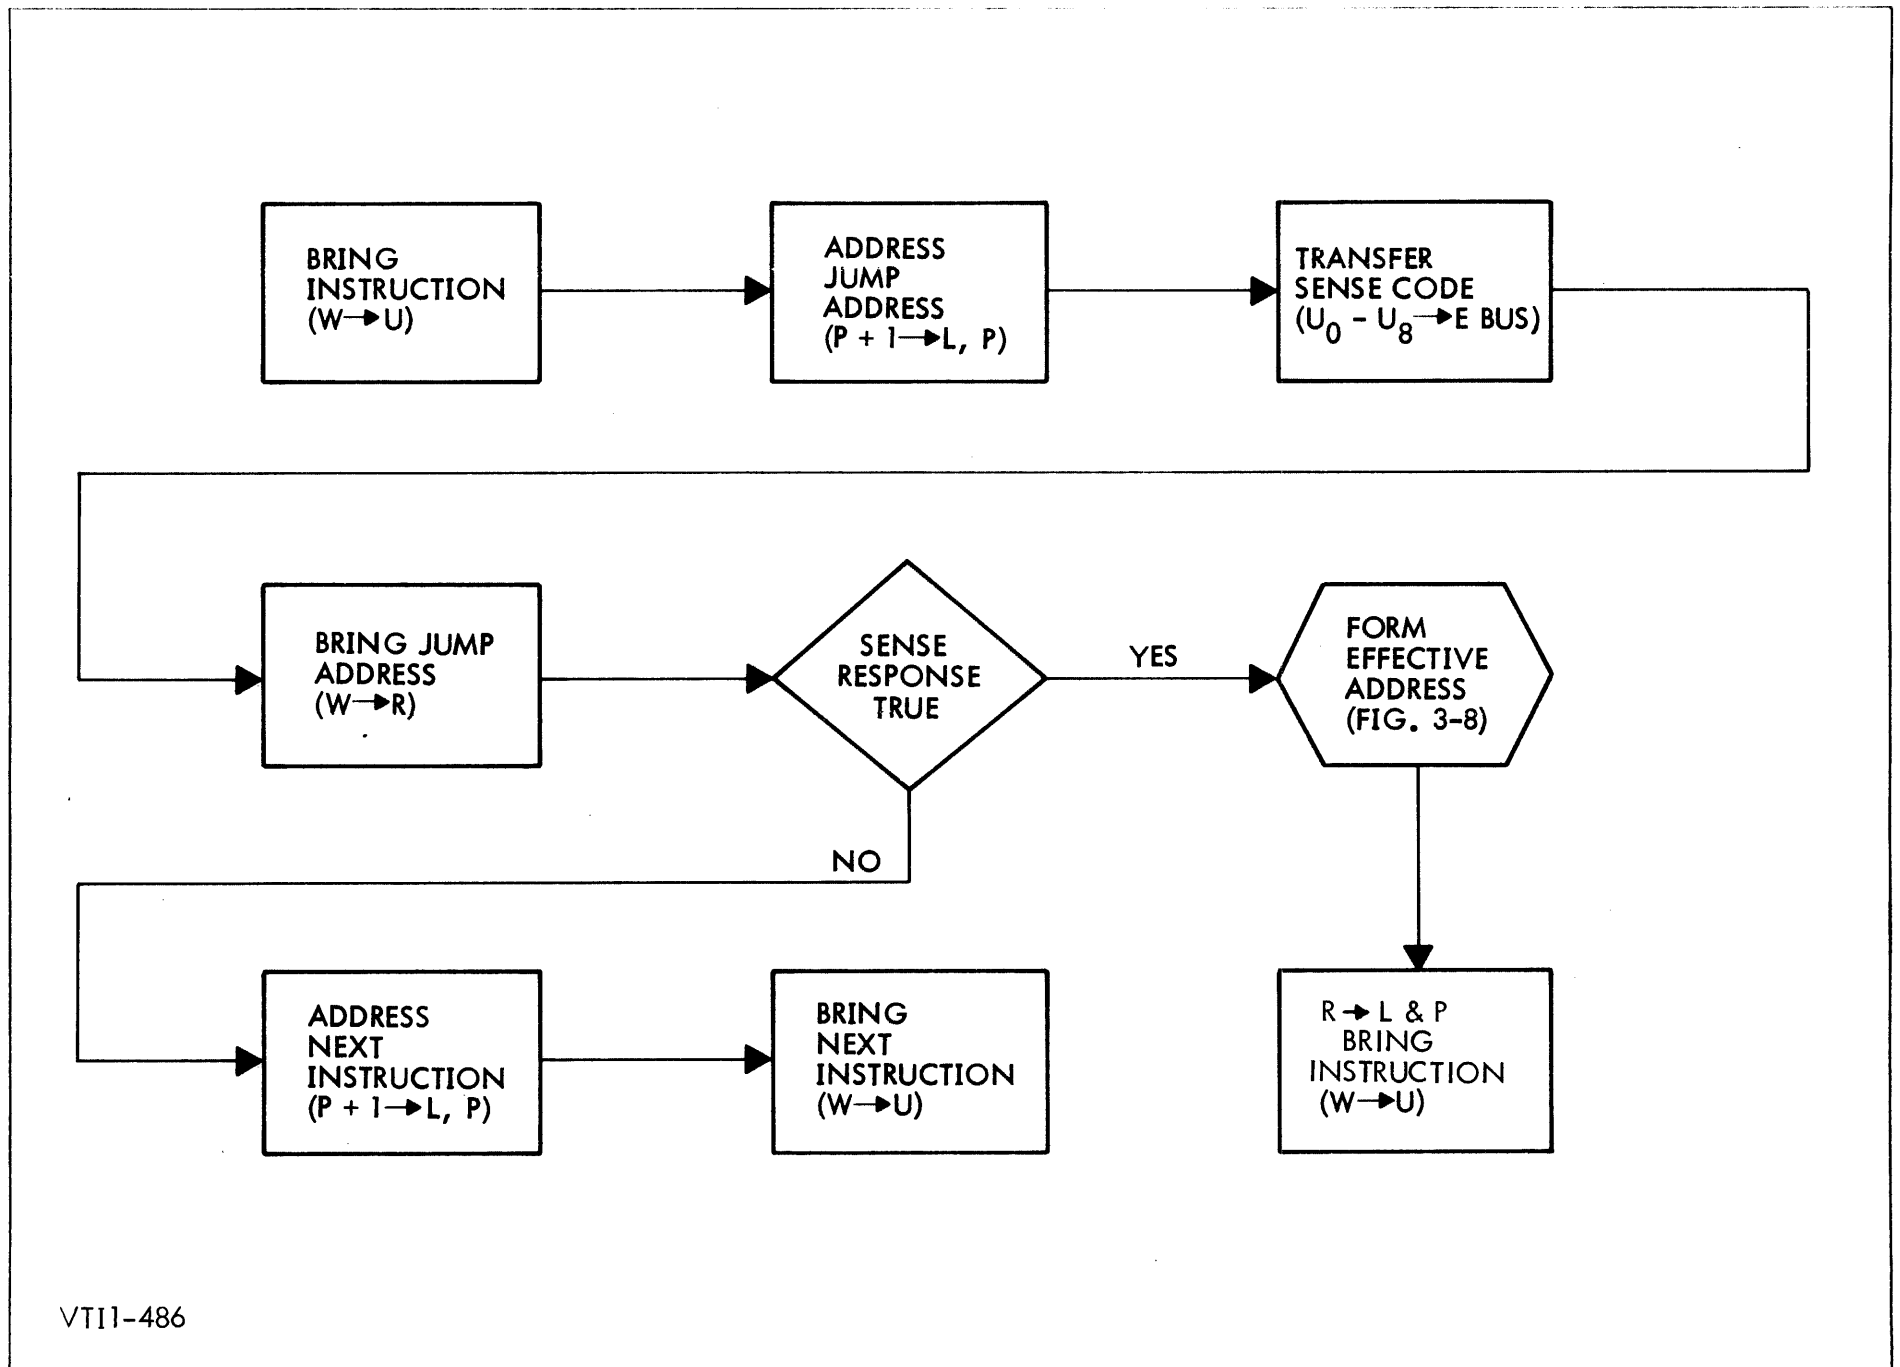 BRING
INSTRUCTION
(W→U)
ADDRESS
JUMP
ADDRESS
(P + 1→L, P)
TRANSFER
SENSE CODE
(U₀ - U₈→E BUS)
BRING JUMP
ADDRESS
(W→R)
SENSE
RESPONSE
TRUE
YES
FORM
EFFECTIVE
ADDRESS
(FIG. 3-8)
NO
ADDRESS
NEXT
INSTRUCTION
(P + 1→L, P)
BRING
NEXT
INSTRUCTION
(W→U)
R→L & P
BRING
INSTRUCTION
(W→U)
VTI1-486